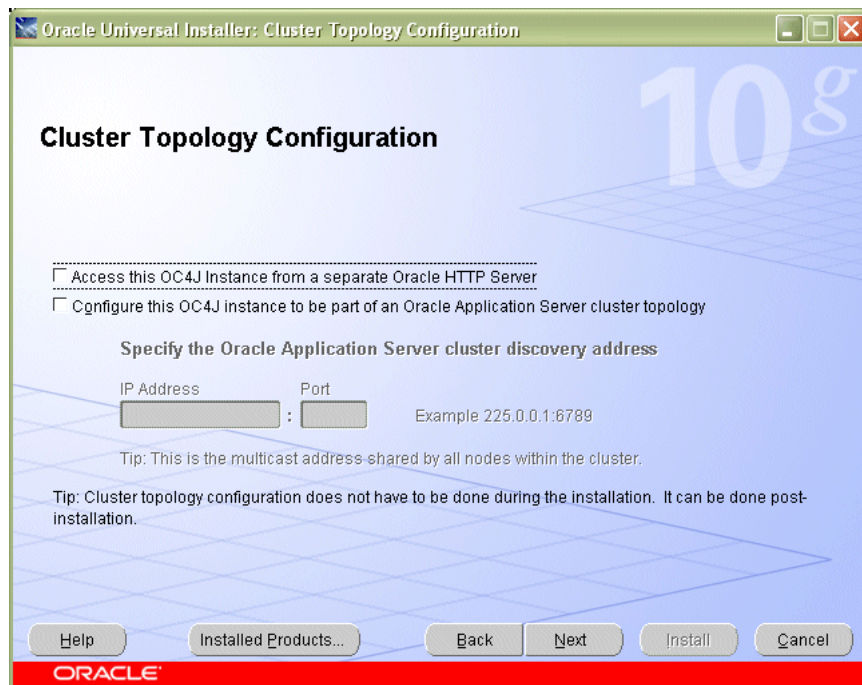 Oracle Universal Installer: Cluster Topology Configuration
10g
Cluster Topology Configuration
Access this OC4J Instance from a separate Oracle HTTP Server
Configure this OC4J instance to be part of an Oracle Application Server cluster topology
Specify the Oracle Application Server cluster discovery address
IP Address Port
: Example 225.0.0.1:6789
Tip: This is the multicast address shared by all nodes within the cluster.
Tip: Cluster topology configuration does not have to be done during the installation. It can be done post-
installation.
Help Installed Products... Back Next Install Cancel
ORACLE